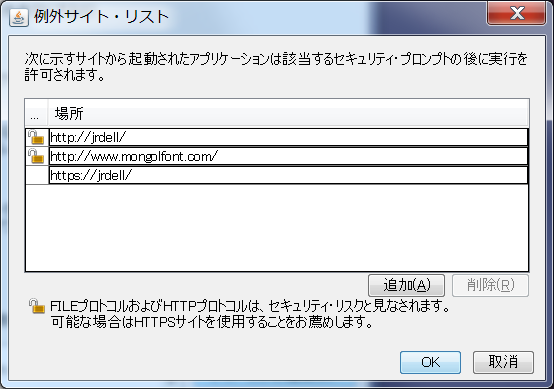 例外サイト・リスト
次に示すサイトから起動されたアプリケーションは該当するセキュリティ・プロンプトの後に実行を
許可されます。
... 場所
http://jrdell/
http://www.mongolfont.com/
https://jrdell/
追加(A) 削除(R)
FILEプロトコルおよびHTTPプロトコルは、セキュリティ・リスクと見なされます。
可能な場合はHTTPSサイトを使用することをお薦めします。
OK 取消